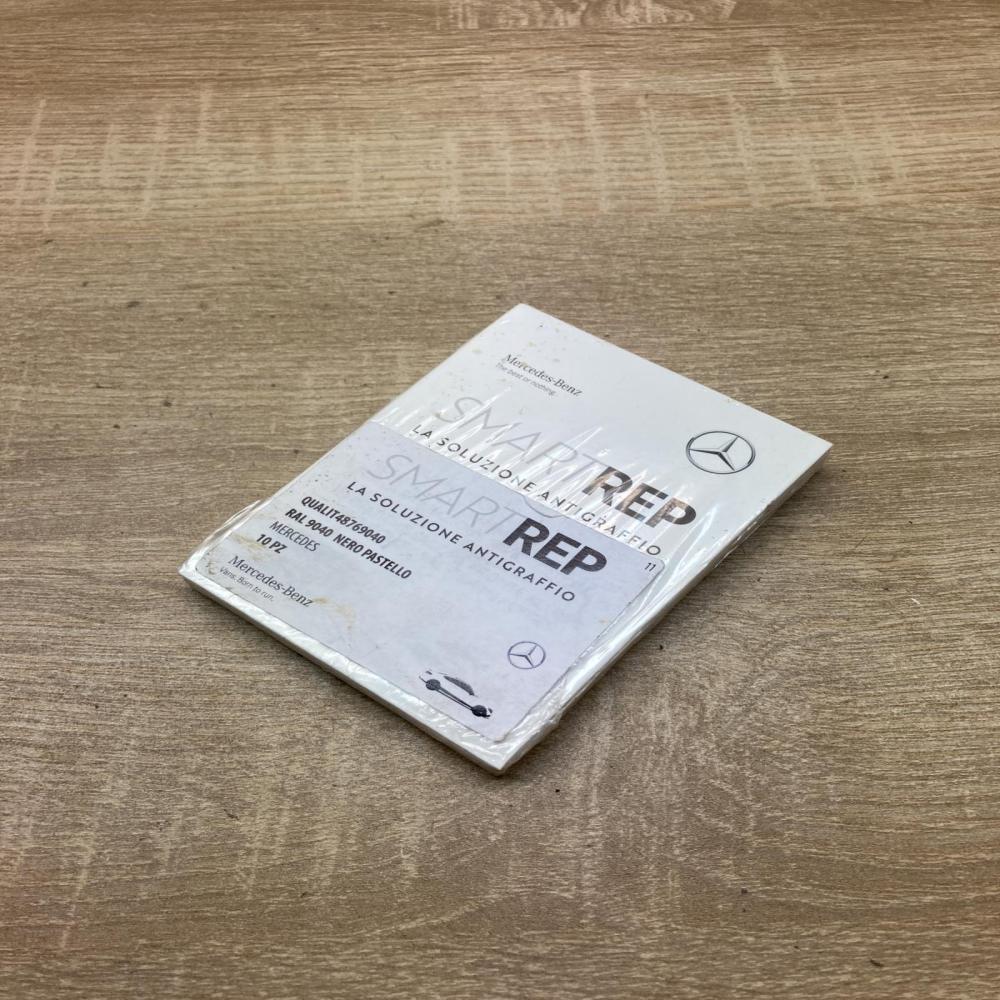 Mercedes-Benz
The best or nothing.
SMARTREP
LA SOLUZIONE ANTIGRAFFIO
SMARTREP
LA SOLUZIONE ANTIGRAFFIO
11
QUALIT48769040
RAL 9040 NERO PASTELLO
MERCEDES
10 PZ
Mercedes-Benz
Vans. Born to run.